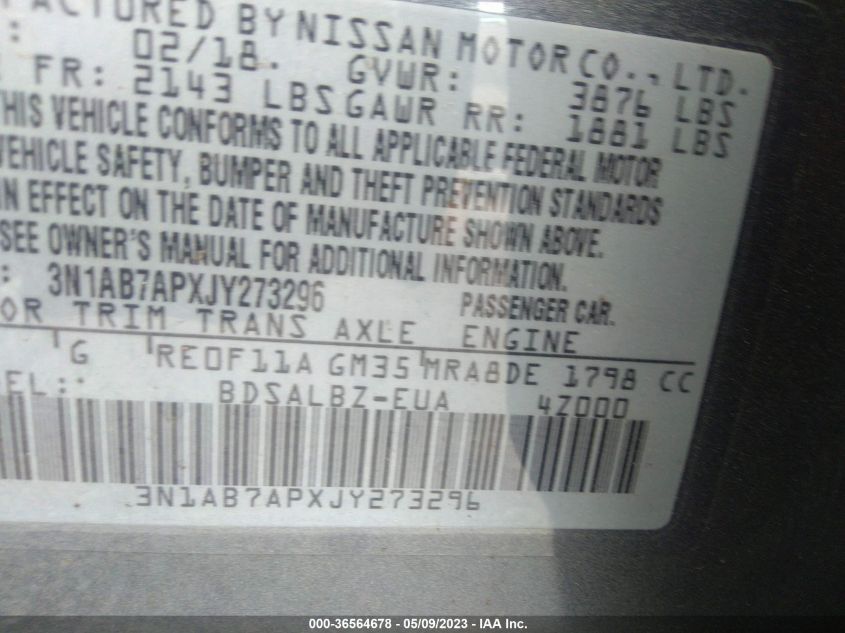 FACTURED BY NISSAN MOTOR CO., LTD.
: 02/18. GVWR: 3876 LBS
FR: 2143 LBS GAWR RR: 1881 LBS
THIS VEHICLE CONFORMS TO ALL APPLICABLE FEDERAL MOTOR
VEHICLE SAFETY, BUMPER AND THEFT PREVENTION STANDARDS
IN EFFECT ON THE DATE OF MANUFACTURE SHOWN ABOVE.
SEE OWNER'S MANUAL FOR ADDITIONAL INFORMATION.
: 3N1AB7APXJY273296 PASSENGER CAR.
OR TRIM TRANS AXLE ENGINE
G RE0F11A GM35 MRA8DE 1798 CC
EL: BDSALBZ-EUA 4Z000
3N1AB7APXJY273296
000-36564678 - 05/09/2023 - IAA Inc.